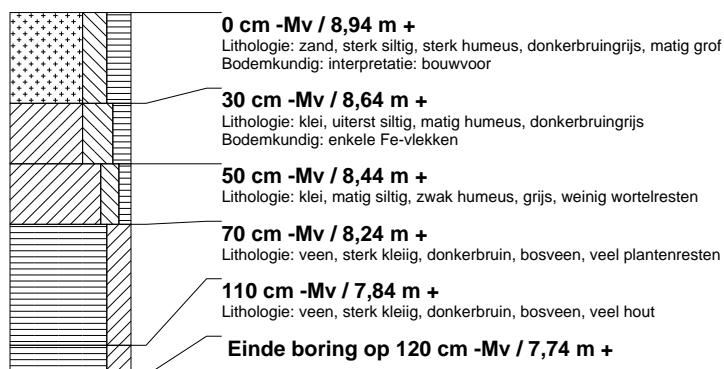 0 cm -Mv / 8,94 m +
Lithologie: zand, sterk siltig, sterk humeus, donkerbruingrijs, matig grof
Bodemkundig: interpretatie: bouwvoor
30 cm -Mv / 8,64 m +
Lithologie: klei, uiterst siltig, matig humeus, donkerbruingrijs
Bodemkundig: enkele Fe-vlekken
50 cm -Mv / 8,44 m +
Lithologie: klei, matig siltig, zwak humeus, grijs, weinig wortelresten
70 cm -Mv / 8,24 m +
Lithologie: veen, sterk kleiig, donkerbruin, bosveen, veel plantenresten
110 cm -Mv / 7,84 m +
Lithologie: veen, sterk kleiig, donkerbruin, bosveen, veel hout
Einde boring op 120 cm -Mv / 7,74 m +